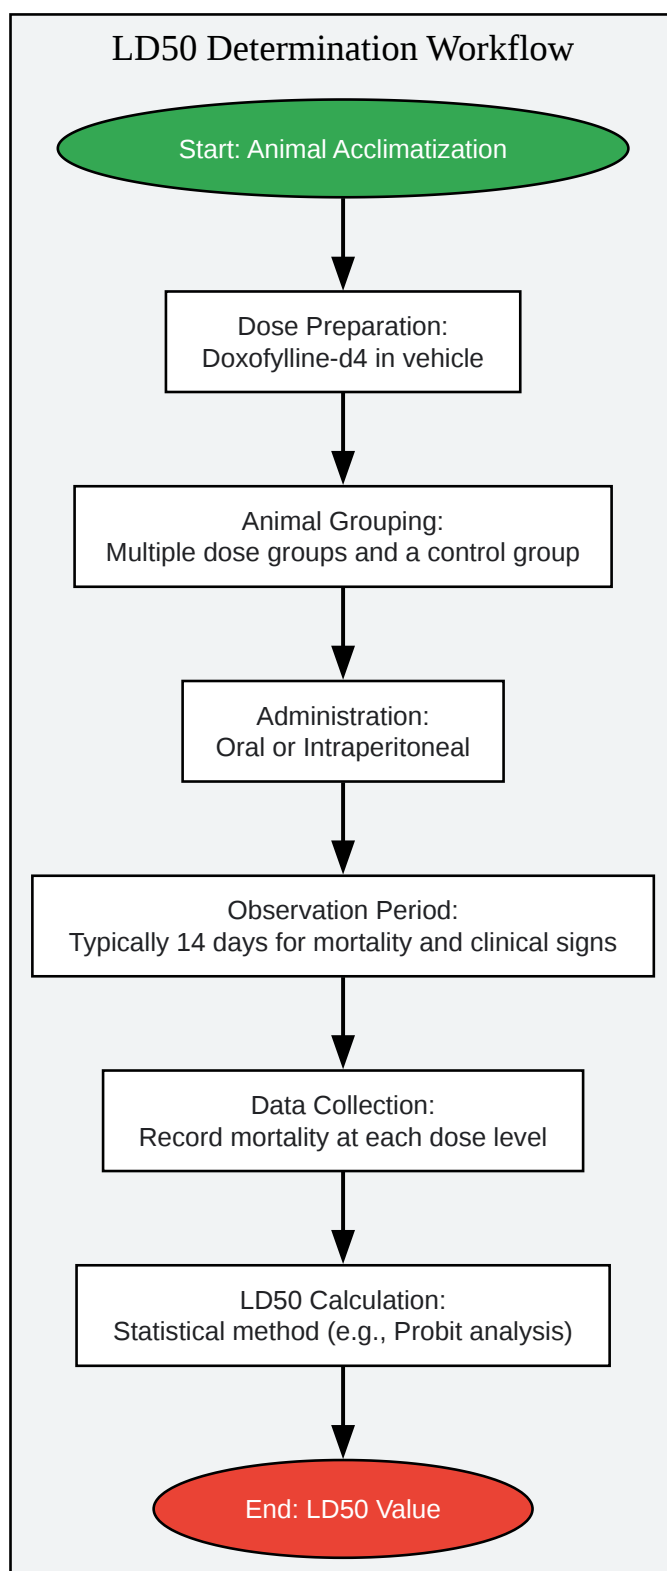 LD50 Determination Workflow
Start: Animal Acclimatization
Dose Preparation:
Doxofylline-d4 in vehicle
Animal Grouping:
Multiple dose groups and a control group
Administration:
Oral or Intraperitoneal
Observation Period:
Typically 14 days for mortality and clinical signs
Data Collection:
Record mortality at each dose level
LD50 Calculation:
Statistical method (e.g., Probit analysis)
End: LD50 Value